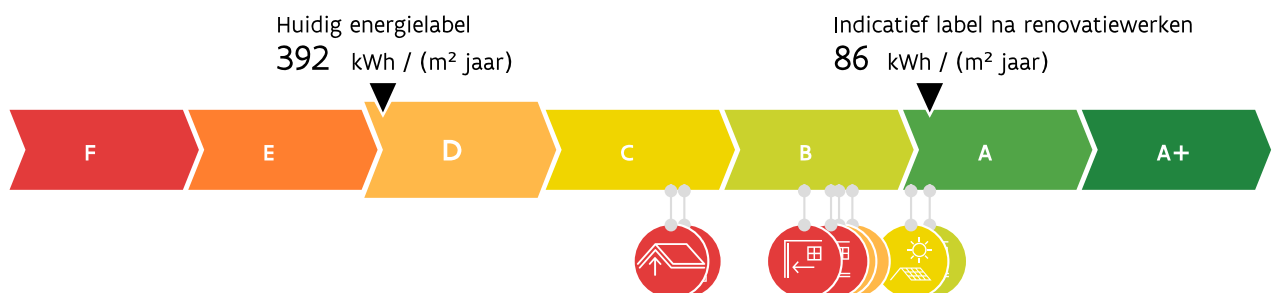 Huidig energielabel
392 kWh / (m² jaar)
Indicatief label na renovatiewerken
86 kWh / (m² jaar)
F
E
D
C
B
A
A+